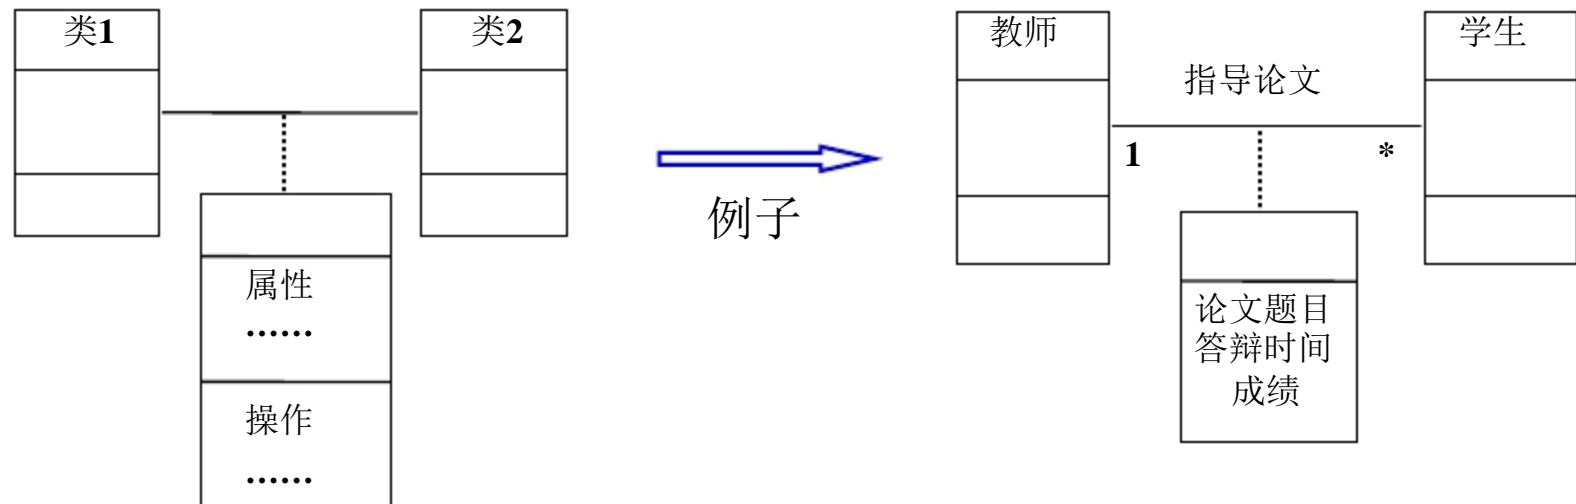 类1
类2
属性
......
操作
......
例子
教师
学生
指导论文
1
*
论文题目
答辩时间
成绩